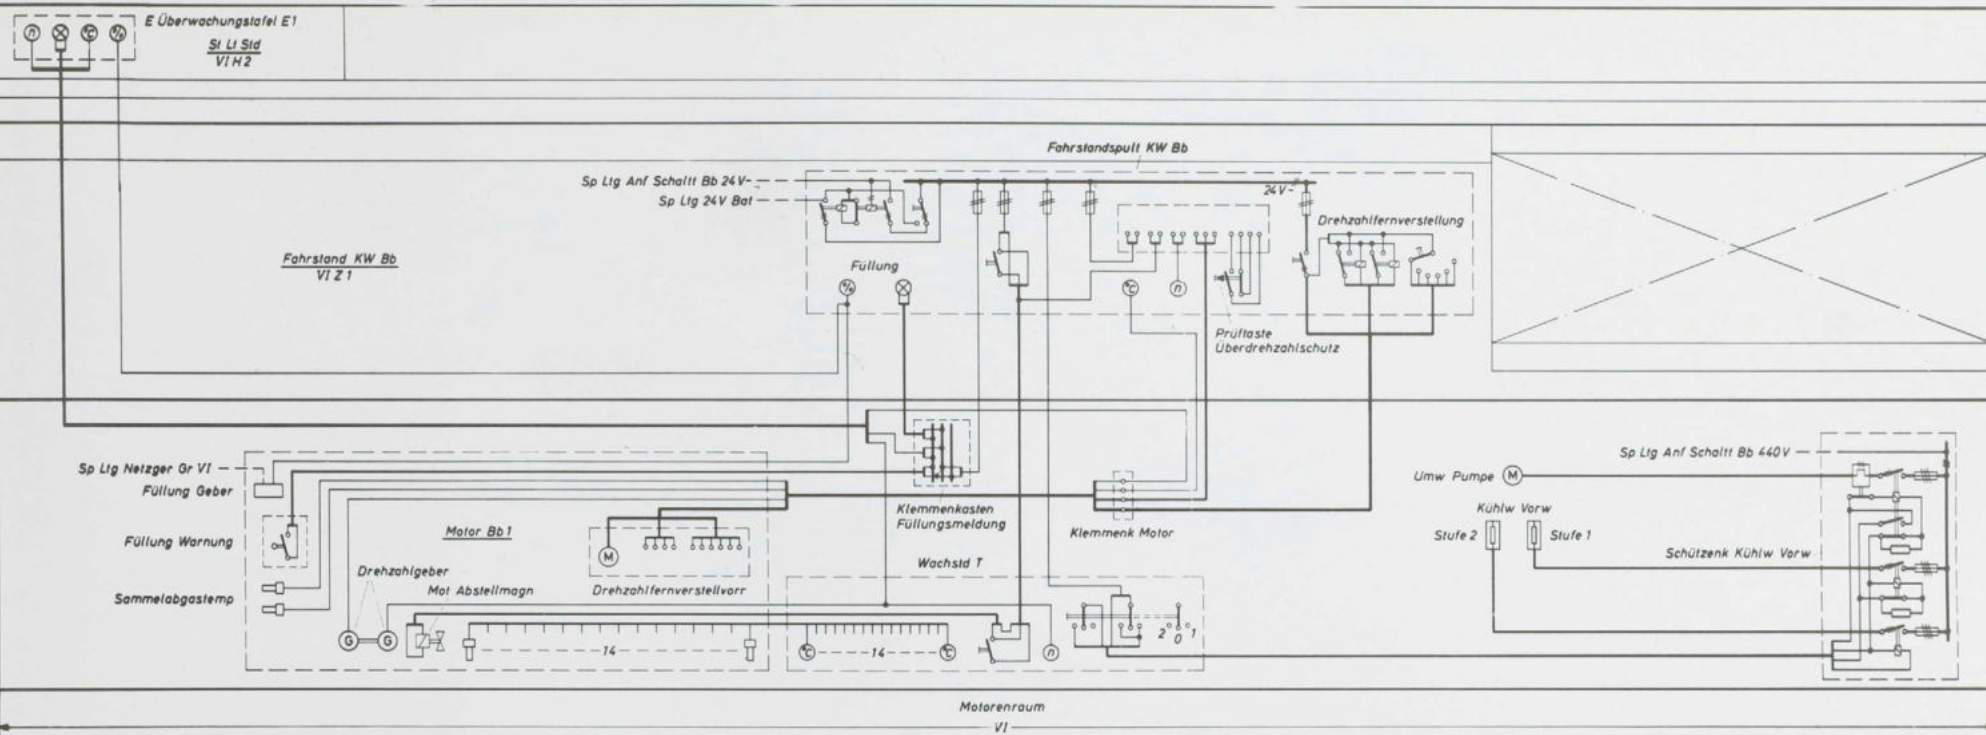 n
°C
%
E Überwachungstafel E1
St Lt Std
VI H2
Fahrstandspult KW Bb
Sp Ltg Anf Schaltt Bb 24V-
Sp Ltg 24V Bat
24V-
Drehzahlfernverstellung
Fahrstand KW Bb
VI Z1
Füllung
%
°C
n
Prüftaste
Überdrehzahlschutz
Sp Ltg Netzger Gr VI
Füllung Geber
Klemmenkasten
Füllungsmeldung
Klemmenk Motor
Sp Ltg Anf Schaltt Bb 440V
Umw Pumpe
M
Kühlw Vorw
Stufe 2
Stufe 1
Schützenk Kühlw Vorw
Füllung Warnung
Motor Bb1
M
Drehzahlfernverstellvorr
Wachstd T
Drehzahlgeber
Mot Abstellmagn
Sammelabgastemp
G
G
14
°C
14
°C
n
2 0 1
Motorenraum
VI